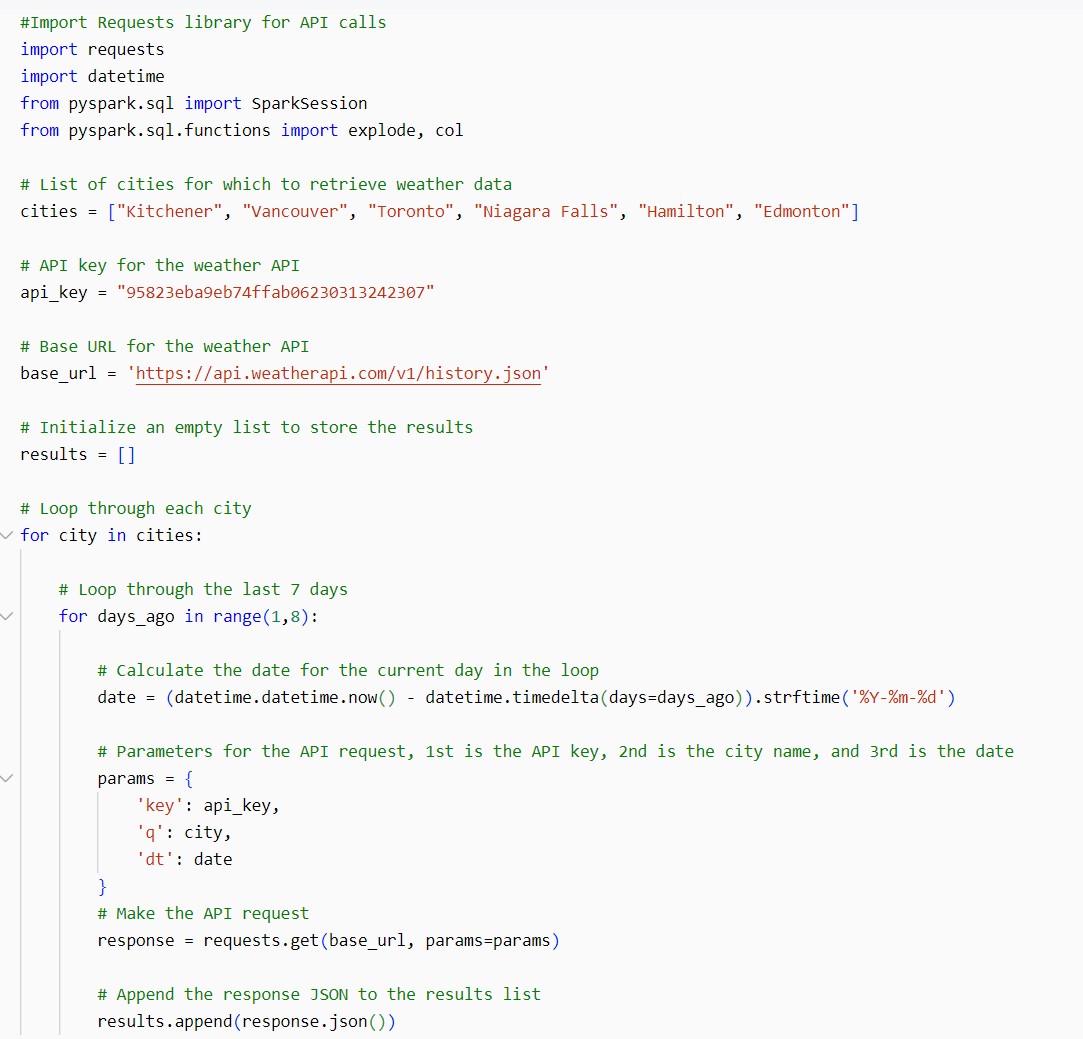 #Import Requests library for API calls
import requests
import datetime
from pyspark.sql import SparkSession
from pyspark.sql.functions import explode, col
# List of cities for which to retrieve weather data
cities = ["Kitchener", "Vancouver", "Toronto", "Niagara Falls", "Hamilton", "Edmonton"]
# API key for the weather API
api_key = "95823eba9eb74ffab06230313242307"
# Base URL for the weather API
base_url = 'https://api.weatherapi.com/v1/history.json'
# Initialize an empty list to store the results
results = []
# Loop through each city
for city in cities:
# Loop through the last 7 days
for days_ago in range(1,8):
# Calculate the date for the current day in the loop
date = (datetime.datetime.now() - datetime.timedelta(days=days_ago)).strftime('%Y-%m-%d')
# Parameters for the API request, 1st is the API key, 2nd is the city name, and 3rd is the date
params = {
'key': api_key,
'q': city,
'dt': date
}
# Make the API request
response = requests.get(base_url, params=params)
# Append the response JSON to the results list
results.append(response.json())